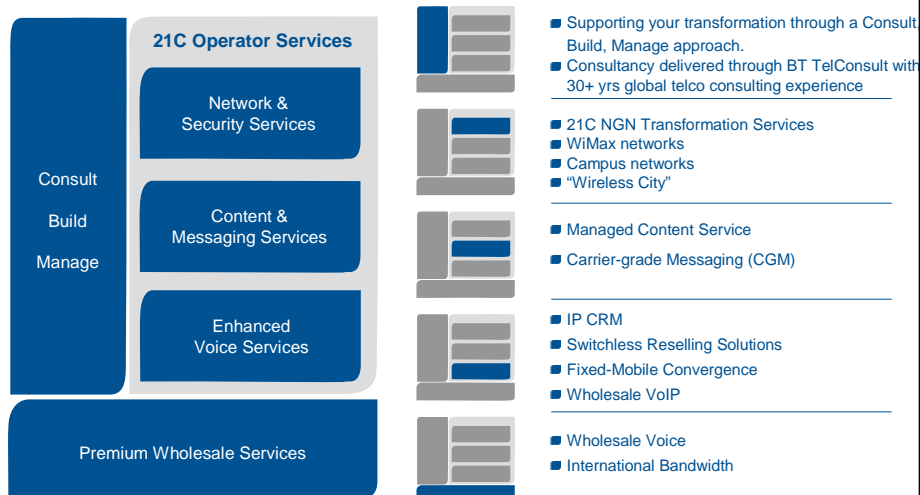 21C Operator Services
Network &
Security Services
Consult
Build
Manage
Content &
Messaging Services
Enhanced
Voice Services
Premium Wholesale Services
Supporting your transformation through a Consult,
Build, Manage approach.
Consultancy delivered through BT TelConsult with
30+ yrs global telco consulting experience
21C NGN Transformation Services
WiMax networks
Campus networks
“Wireless City”
Managed Content Service
Carrier-grade Messaging (CGM)
IP CRM
Switchless Reselling Solutions
Fixed-Mobile Convergence
Wholesale VoIP
Wholesale Voice
International Bandwidth